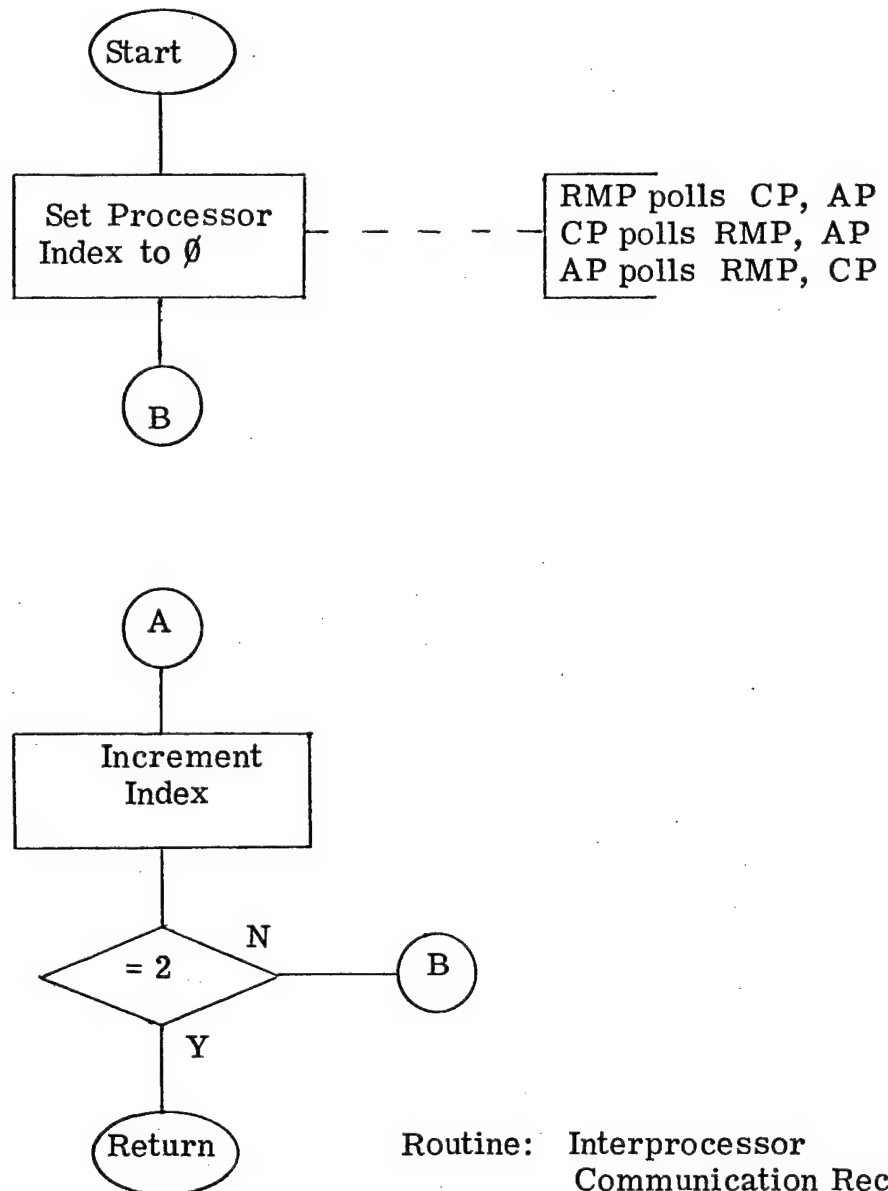 Start
Set Processor
Index to Ø
RMP polls CP, AP
CP polls RMP, AP
AP polls RMP, CP
B
A
Increment
Index
= 2
N
B
Y
Return
Routine: Interprocessor
Communication Rec